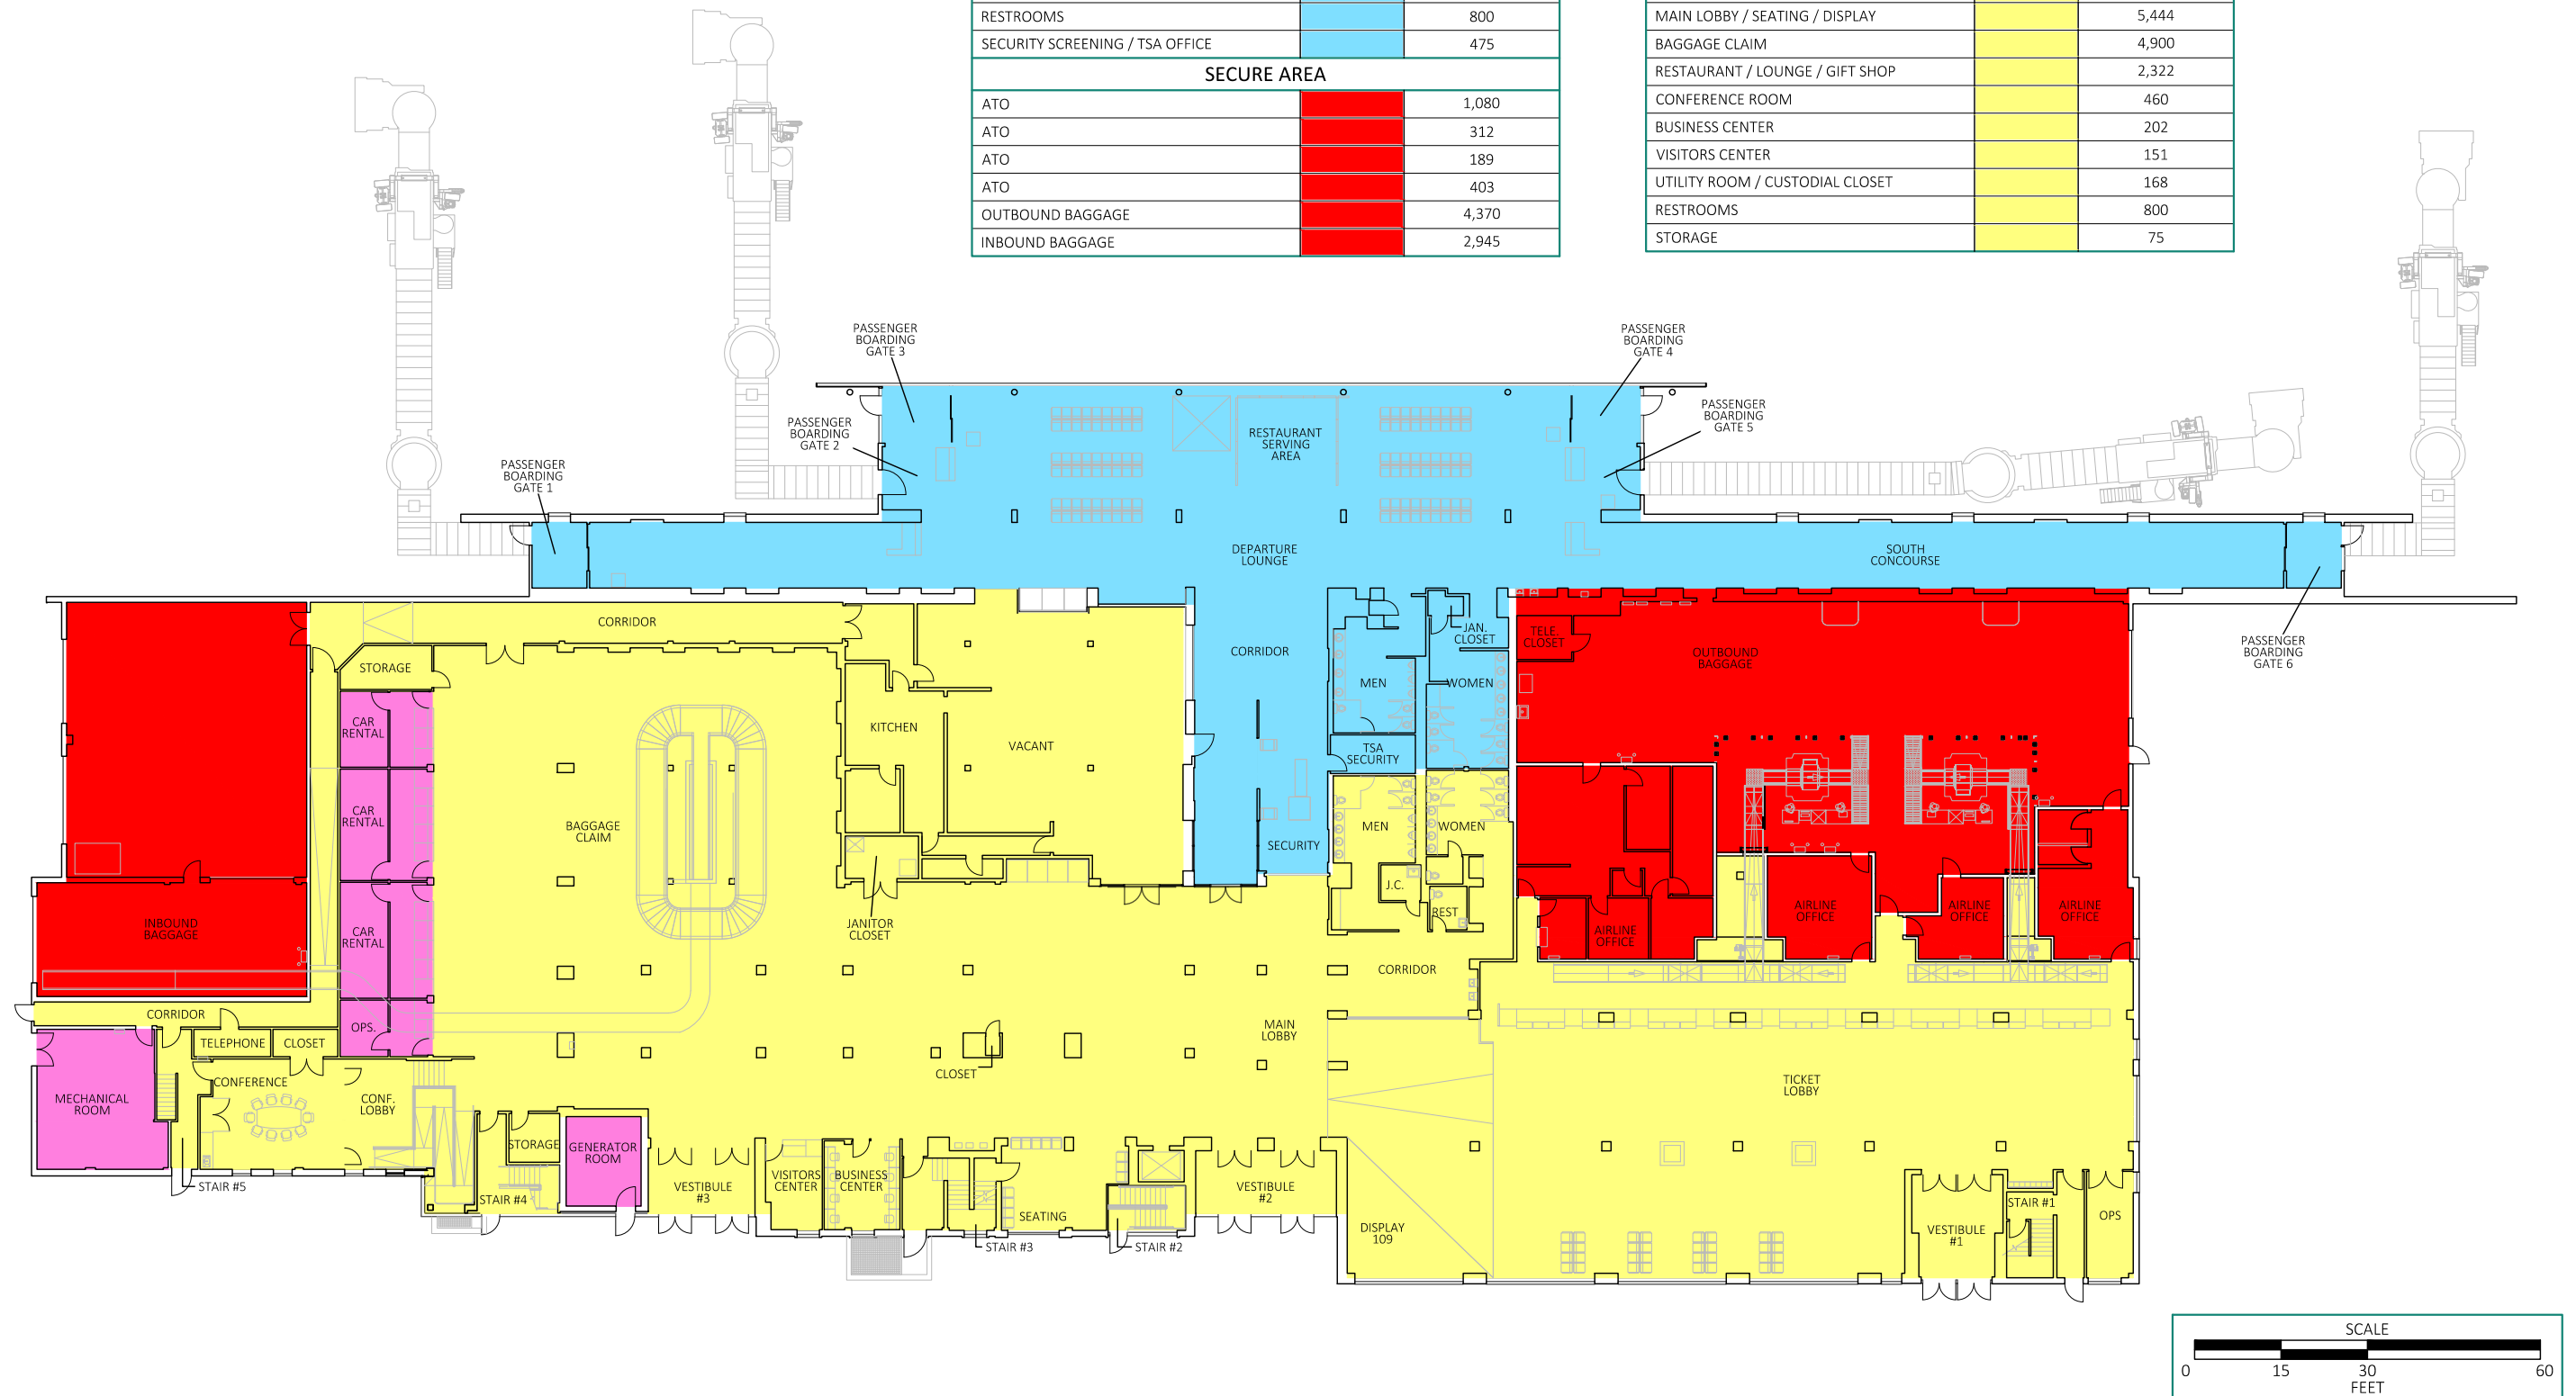 RESTROOMS 800
SECURITY SCREENING / TSA OFFICE 475
SECURE AREA
ATO 1,080
ATO 312
ATO 189
ATO 403
OUTBOUND BAGGAGE 4,370
INBOUND BAGGAGE 2,945
MAIN LOBBY / SEATING / DISPLAY 5,444
BAGGAGE CLAIM 4,900
RESTAURANT / LOUNGE / GIFT SHOP 2,322
CONFERENCE ROOM 460
BUSINESS CENTER 202
VISITORS CENTER 151
UTILITY ROOM / CUSTODIAL CLOSET 168
RESTROOMS 800
STORAGE 75
PASSENGER
BOARDING
GATE 3
PASSENGER
BOARDING
GATE 4
PASSENGER
BOARDING
GATE 2
PASSENGER
BOARDING
GATE 5
RESTAURANT
SERVING
AREA
PASSENGER
BOARDING
GATE 1
DEPARTURE
LOUNGE
SOUTH
CONCOURSE
PASSENGER
BOARDING
GATE 6
CORRIDOR
STORAGE
CORRIDOR
JAN.
CLOSET
TELE.
CLOSET
OUTBOUND
BAGGAGE
MEN
WOMEN
CAR
RENTAL
KITCHEN
VACANT
TSA
SECURITY
CAR
RENTAL
BAGGAGE
CLAIM
SECURITY
MEN
WOMEN
J.C.
REST
INBOUND
BAGGAGE
CAR
RENTAL
JANITOR
CLOSET
AIRLINE
OFFICE
AIRLINE
OFFICE
AIRLINE
OFFICE
AIRLINE
OFFICE
CORRIDOR
CORRIDOR
OPS.
TELEPHONE
CLOSET
MAIN
LOBBY
CLOSET
TICKET
LOBBY
MECHANICAL
ROOM
CONFERENCE
CONF.
LOBBY
STORAGE
GENERATOR
ROOM
VISITORS
CENTER
BUSINESS
CENTER
STAIR #5
STAIR #4
VESTIBULE
#3
SEATING
VESTIBULE
#2
STAIR #3
STAIR #2
DISPLAY
109
VESTIBULE
#1
STAIR #1
OPS
SCALE
0 15 30 60
FEET